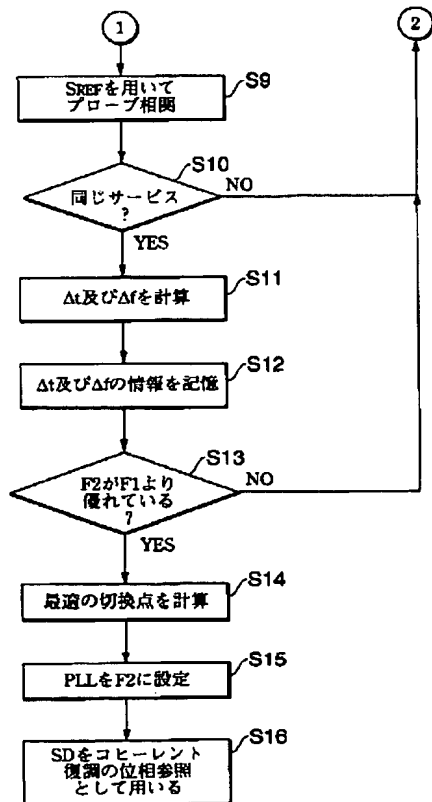 1
2
SREFを用いて
プローブ相関
S9
S10
同じサービス
?
NO
YES
S11
Δt及びΔfを計算
S12
Δt及びΔfの情報を記憶
S13
F2がF1より
優れている
?
NO
YES
S14
最適の切換点を計算
S15
PLLをF2に設定
S16
SDをコヒーレント
復調の位相参照
として用いる